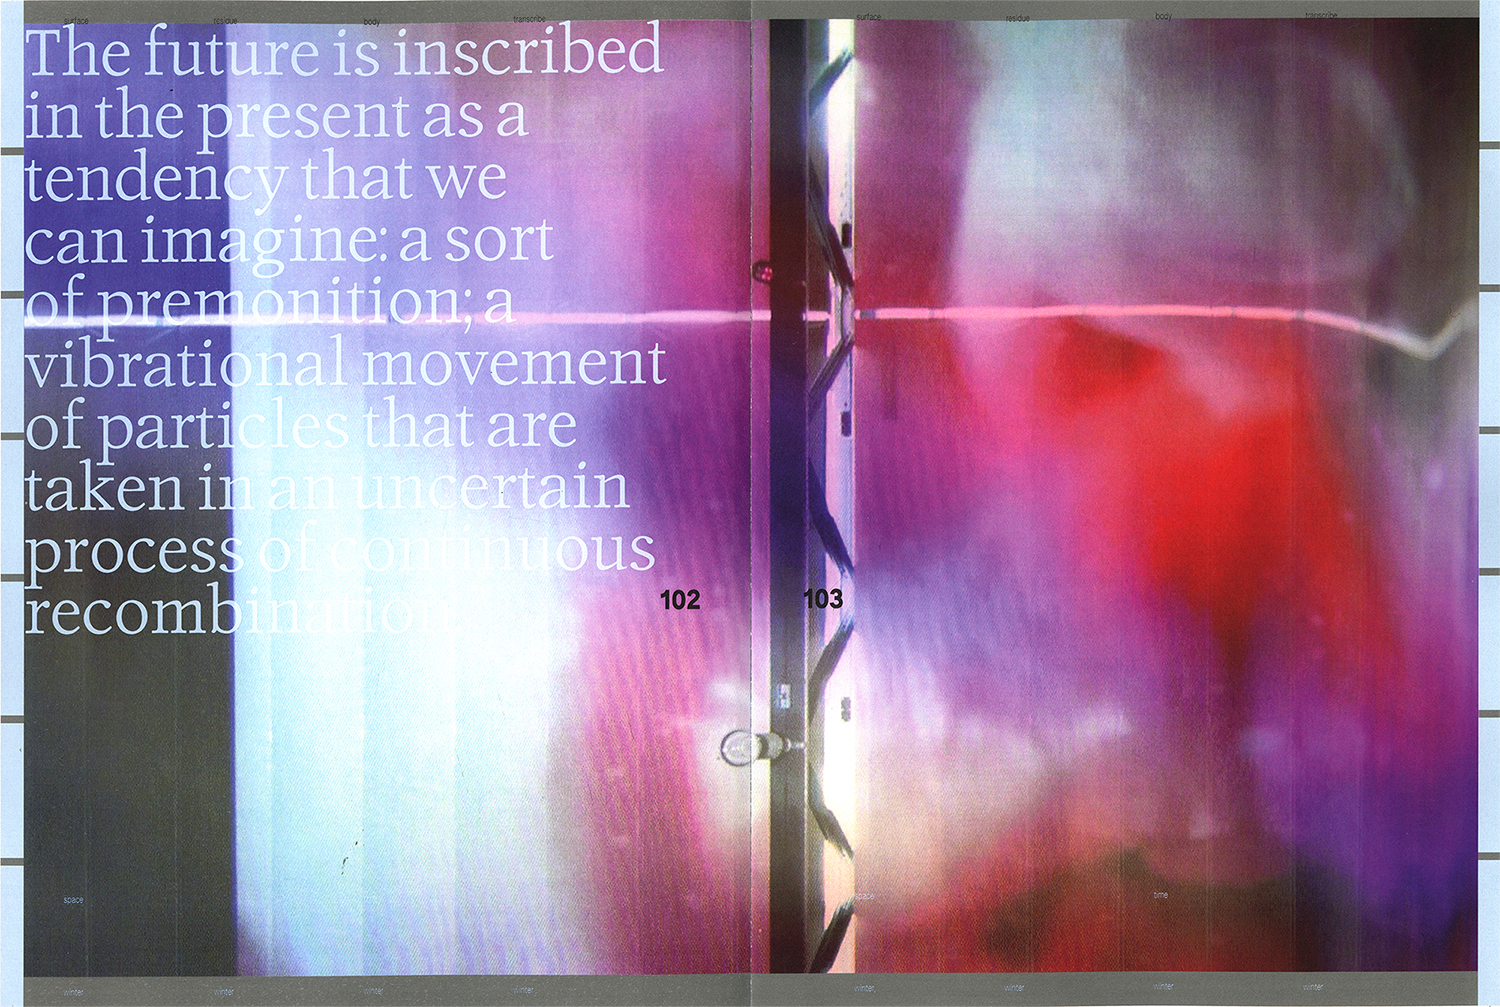 surface residue body transcribe surface residue body transcribe
The future is inscribed
in the present as a
tendency that we
can imagine: a sort
of premonition; a
vibrational movement
of particles that are
taken in an uncertain
process of continuous
recombination
102 103
space space time
winter winter winter winter winter winter winter winter